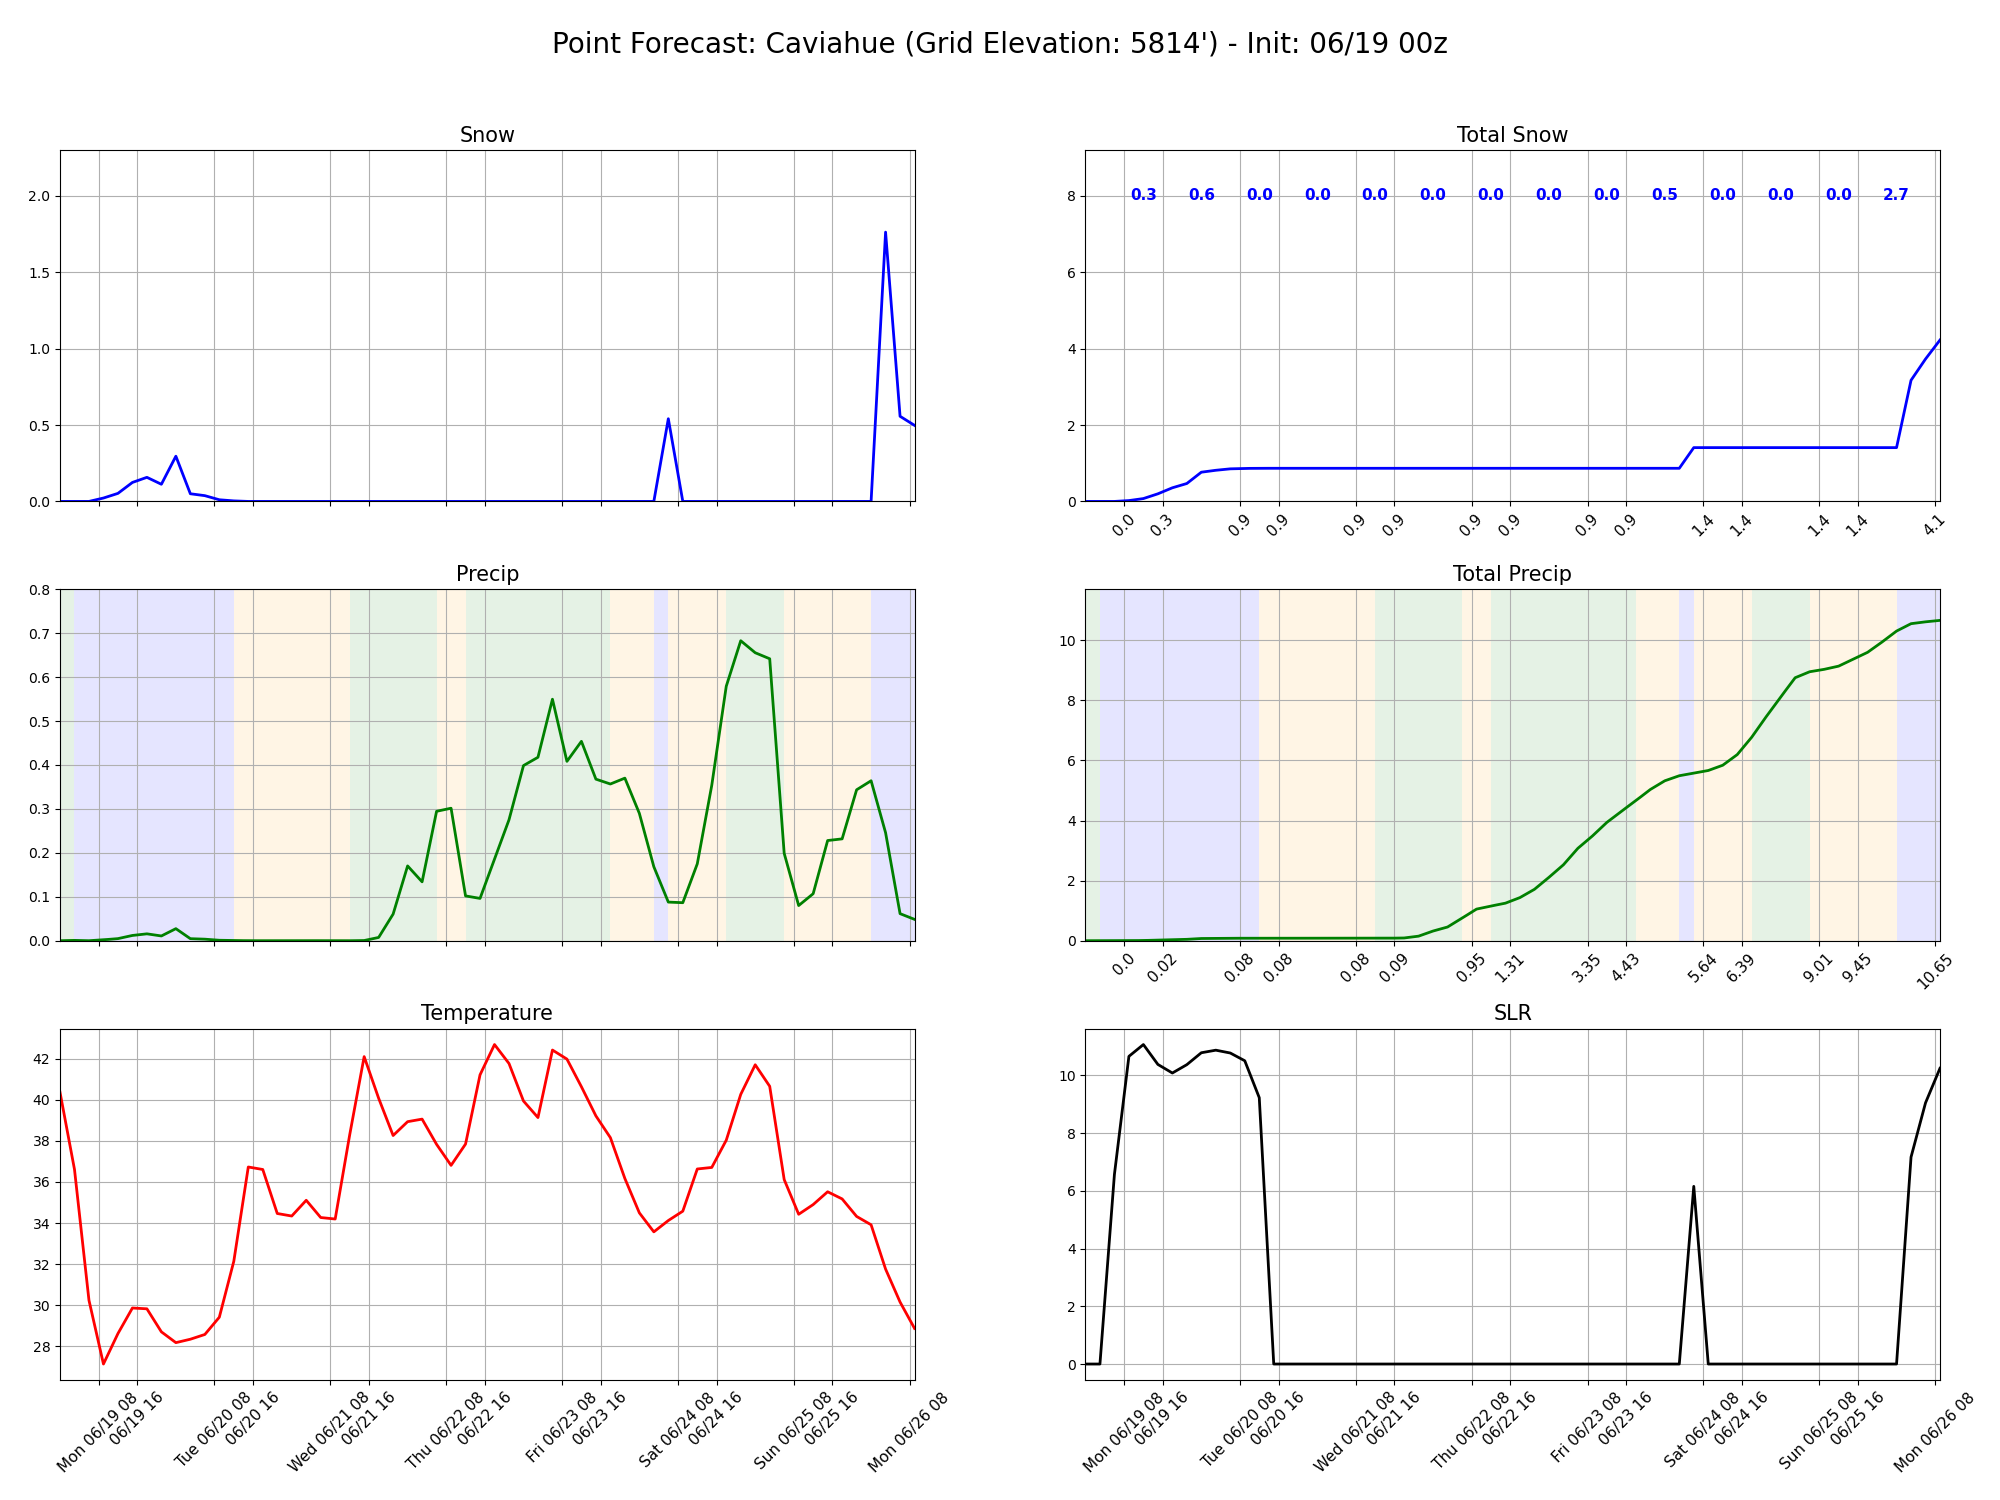 Point Forecast: Caviahue (Grid Elevation: 5814') - Init: 06/19 00z
Snow
2.0
1.5
1.0
0.5
0.0
Total Snow
8
6
4
2
0
0.3 0.6 0.0 0.0 0.0 0.0 0.0 0.0 0.0 0.5 0.0 0.0 0.0 2.7
0.0 0.3 0.9 0.9 0.9 0.9 0.9 0.9 0.9 0.9 1.4 1.4 1.4 1.4 4.1
Precip
0.8
0.7
0.6
0.5
0.4
0.3
0.2
0.1
0.0
Total Precip
10
8
6
4
2
0
0.0 0.02 0.08 0.08 0.08 0.09 0.95 1.31 3.35 4.43 5.64 6.39 9.01 9.45 10.65
Temperature
42
40
38
36
34
32
30
28
Mon 06/19 08
06/19 16
Tue 06/20 08
06/20 16
Wed 06/21 08
06/21 16
Thu 06/22 08
06/22 16
Fri 06/23 08
06/23 16
Sat 06/24 08
06/24 16
Sun 06/25 08
06/25 16
Mon 06/26 08
SLR
10
8
6
4
2
0
Mon 06/19 08
06/19 16
Tue 06/20 08
06/20 16
Wed 06/21 08
06/21 16
Thu 06/22 08
06/22 16
Fri 06/23 08
06/23 16
Sat 06/24 08
06/24 16
Sun 06/25 08
06/25 16
Mon 06/26 08